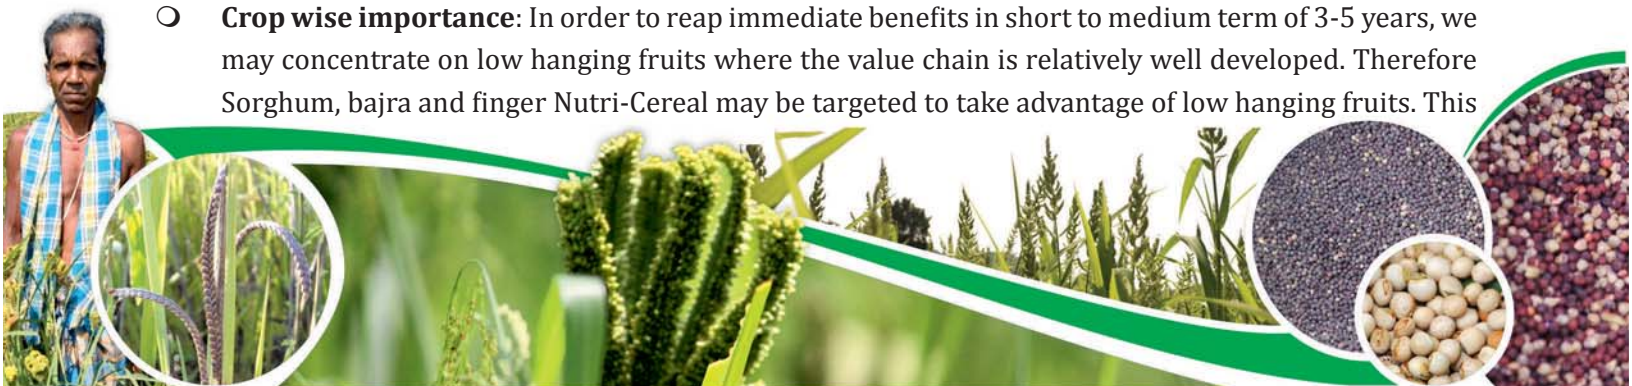 ❍ Crop wise importance: In order to reap immediate benefits in short to medium term of 3-5 years, we
may concentrate on low hanging fruits where the value chain is relatively well developed. Therefore
Sorghum, bajra and finger Nutri-Cereal may be targeted to take advantage of low hanging fruits. This